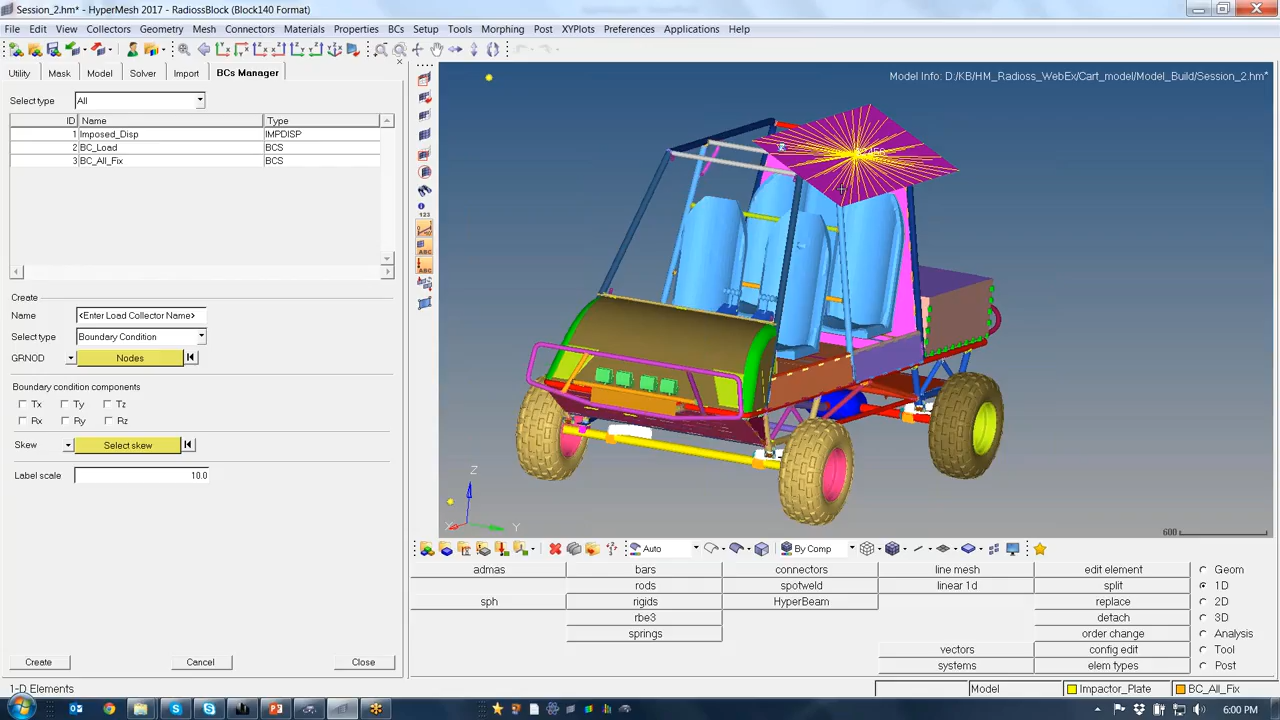 Session_2.hm* - HyperMesh 2017 - RadiossBlock (Block140 Format)
File Edit View Collectors Geometry Mesh Connectors Materials Properties BCs Setup Tools Morphing Post XYPlots Preferences Applications Help
Utility Mask Model Solver Import BCs Manager
Model Info: D:/KB/HM_Radioss_WebEx/Cart_model/Model_Build/Session_2.hm*
Select type All
ID Name Type
1 Imposed_Disp IMPDISP
2 BC_Load BCS
3 BC_All_Fix BCS
123
ABC
ABC
Create
Name <Enter Load Collector Name>
Select type Boundary Condition
GRNOD Nodes
Boundary condition components
Tx Ty Tz
Rx Ry Rz
Skew Select skew
Label scale 10.0
Z
X Y
600
Auto By Comp
admas bars connectors line mesh edit element Geom
rods spotweld linear 1d split 1D
sph rigids HyperBeam replace 2D
rbe3 detach 3D
springs order change Analysis
vectors config edit Tool
systems elem types Post
Create Cancel Close
1-D Elements Model Impactor_Plate BC_All_Fix
6:00 PM